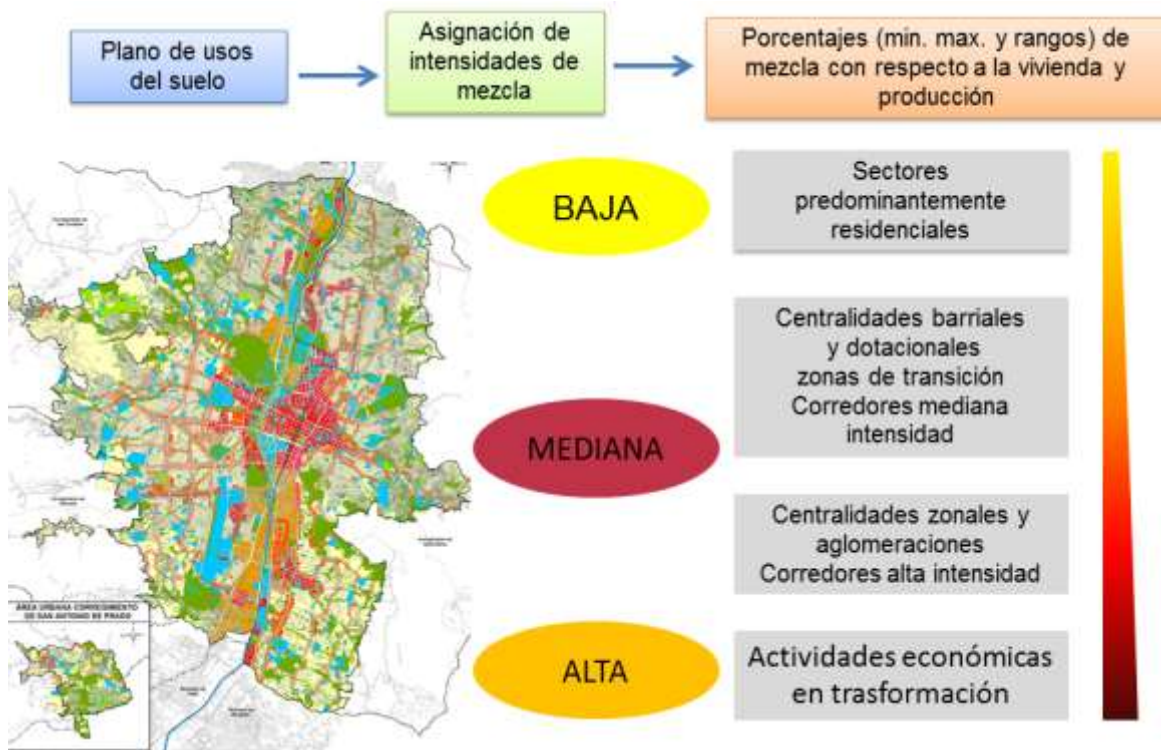 Plano de usos
del suelo
Asignación de
intensidades de
mezcla
Porcentajes (min. max. y rangos) de
mezcla con respecto a la vivienda y
producción
BAJA
Sectores
predominantemente
residenciales
MEDIANA
Centralidades barriales
y dotacionales
zonas de transición
Corredores mediana
intensidad
Centralidades zonales y
aglomeraciones
Corredores alta intensidad
ALTA
Actividades económicas
en trasformación
ÁREA URBANA CORREGIMIENTO
DE SAN ANTONIO DE PRADO